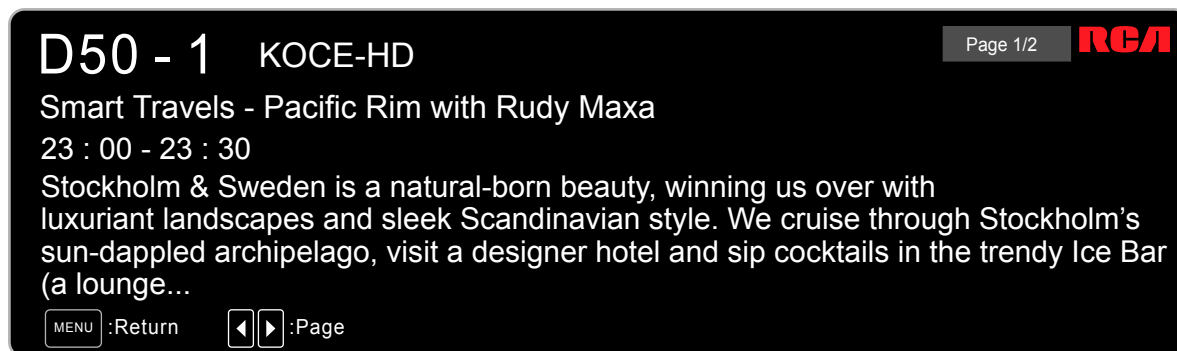 D50 - 1 KOCE-HD Page 1/2 RCA
Smart Travels - Pacific Rim with Rudy Maxa
23 : 00 - 23 : 30
Stockholm & Sweden is a natural-born beauty, winning us over with
luxuriant landscapes and sleek Scandinavian style. We cruise through Stockholm’s
sun-dappled archipelago, visit a designer hotel and sip cocktails in the trendy Ice Bar
(a lounge...
MENU :Return :Page